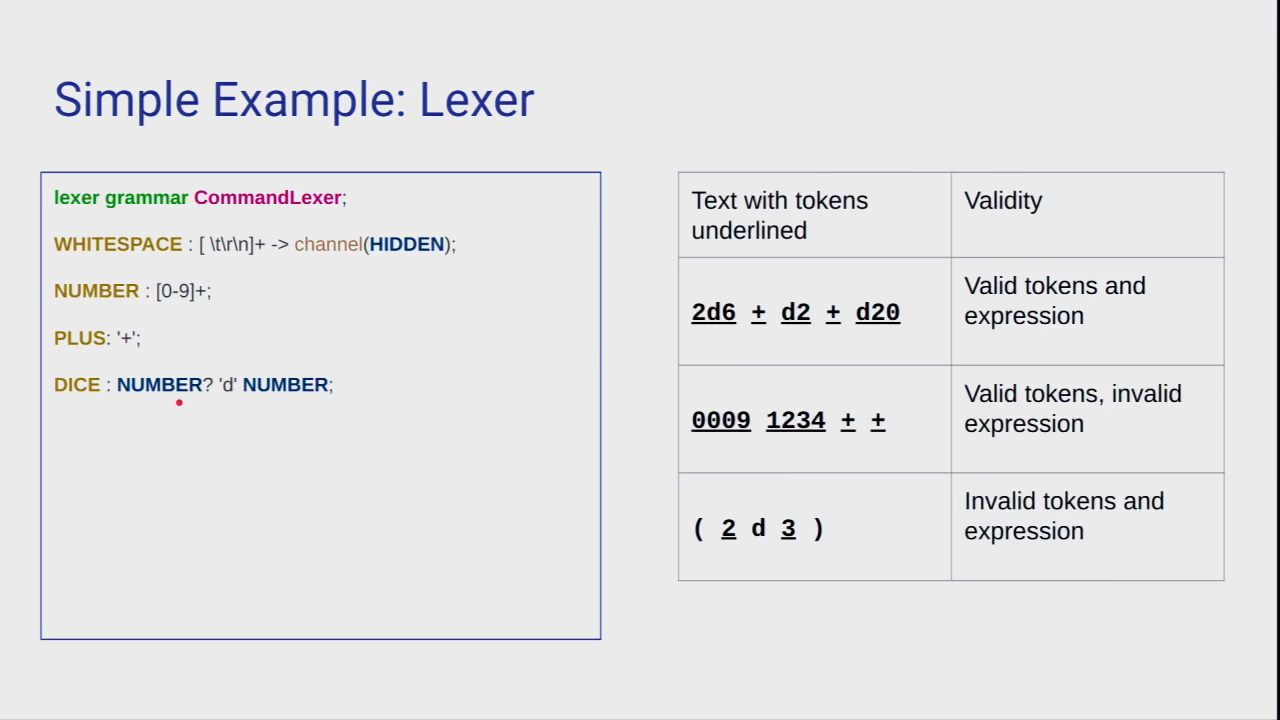 Simple Example: Lexer
lexer grammar CommandLexer;
WHITESPACE : [ \t\r\n]+ -> channel(HIDDEN);
NUMBER : [0-9]+;
PLUS: '+';
DICE : NUMBER? 'd' NUMBER;
Text with tokens
underlined
Validity
2d6 + d2 + d20
Valid tokens and
expression
0009 1234 + +
Valid tokens, invalid
expression
( 2 d 3 )
Invalid tokens and
expression